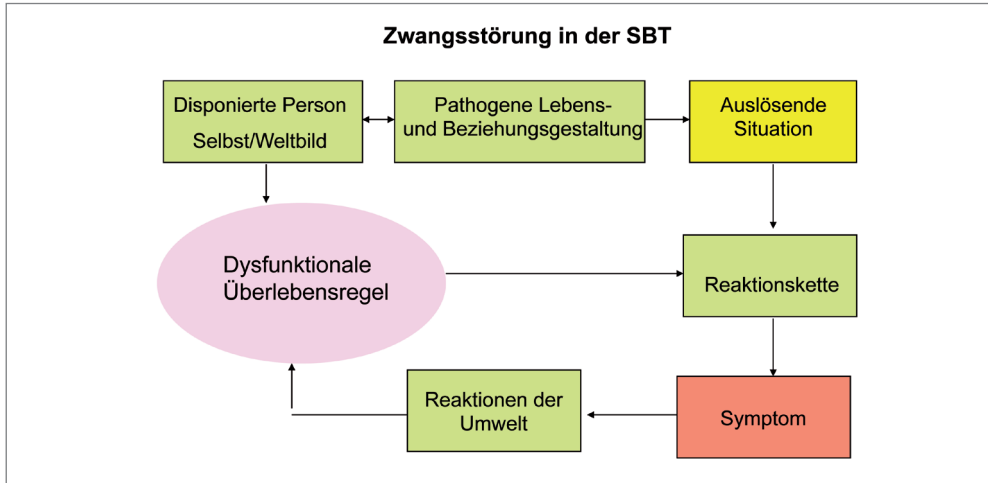 Zwangsstörung in der SBT
Disponierte Person
Selbst/Weltbild
Pathogene Lebens-
und Beziehungsgestaltung
Auslösende
Situation
Dysfunktionale
Überlebensregel
Reaktionskette
Reaktionen der
Umwelt
Symptom